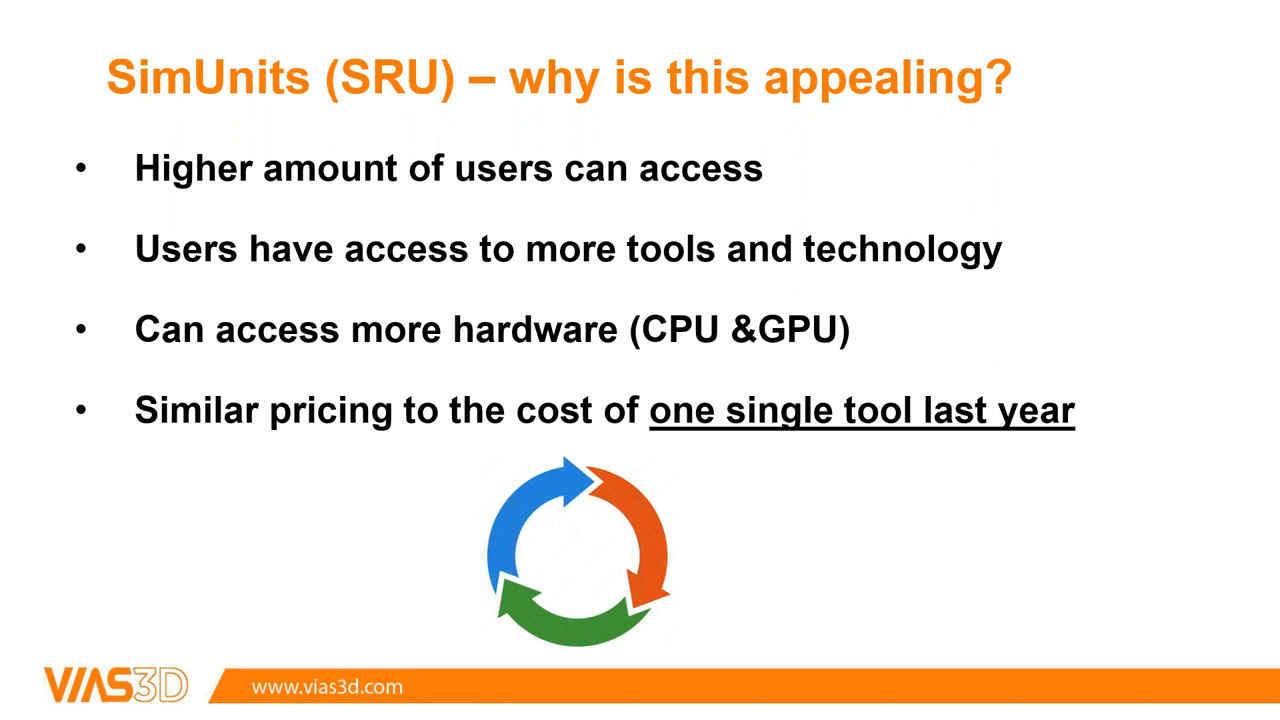 SimUnits (SRU) – why is this appealing?
• Higher amount of users can access
• Users have access to more tools and technology
• Can access more hardware (CPU &GPU)
• Similar pricing to the cost of one single tool last year
VIAS3D
www.vias3d.com